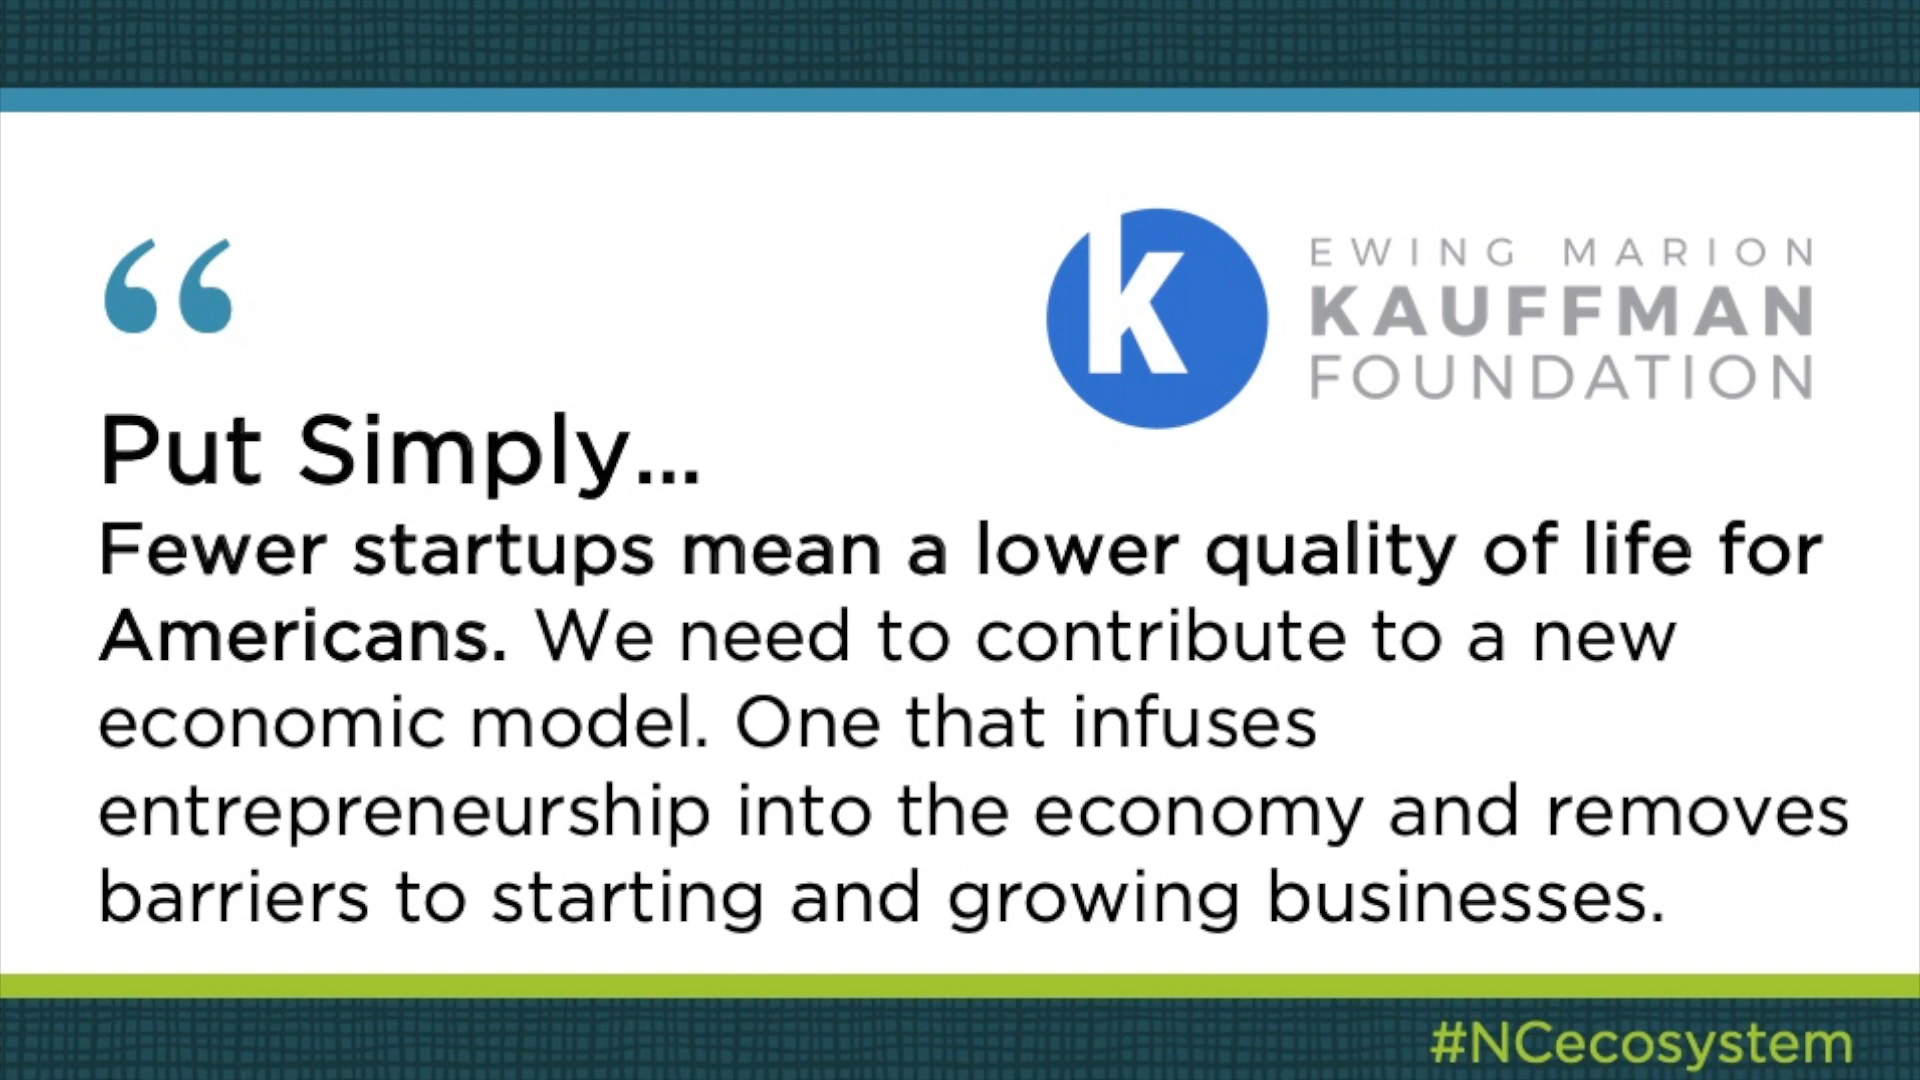 “
EWING MARION
KAUFFMAN
FOUNDATION
k
Put Simply...
Fewer startups mean a lower quality of life for
Americans. We need to contribute to a new
economic model. One that infuses
entrepreneurship into the economy and removes
barriers to starting and growing businesses.
#NCecosystem